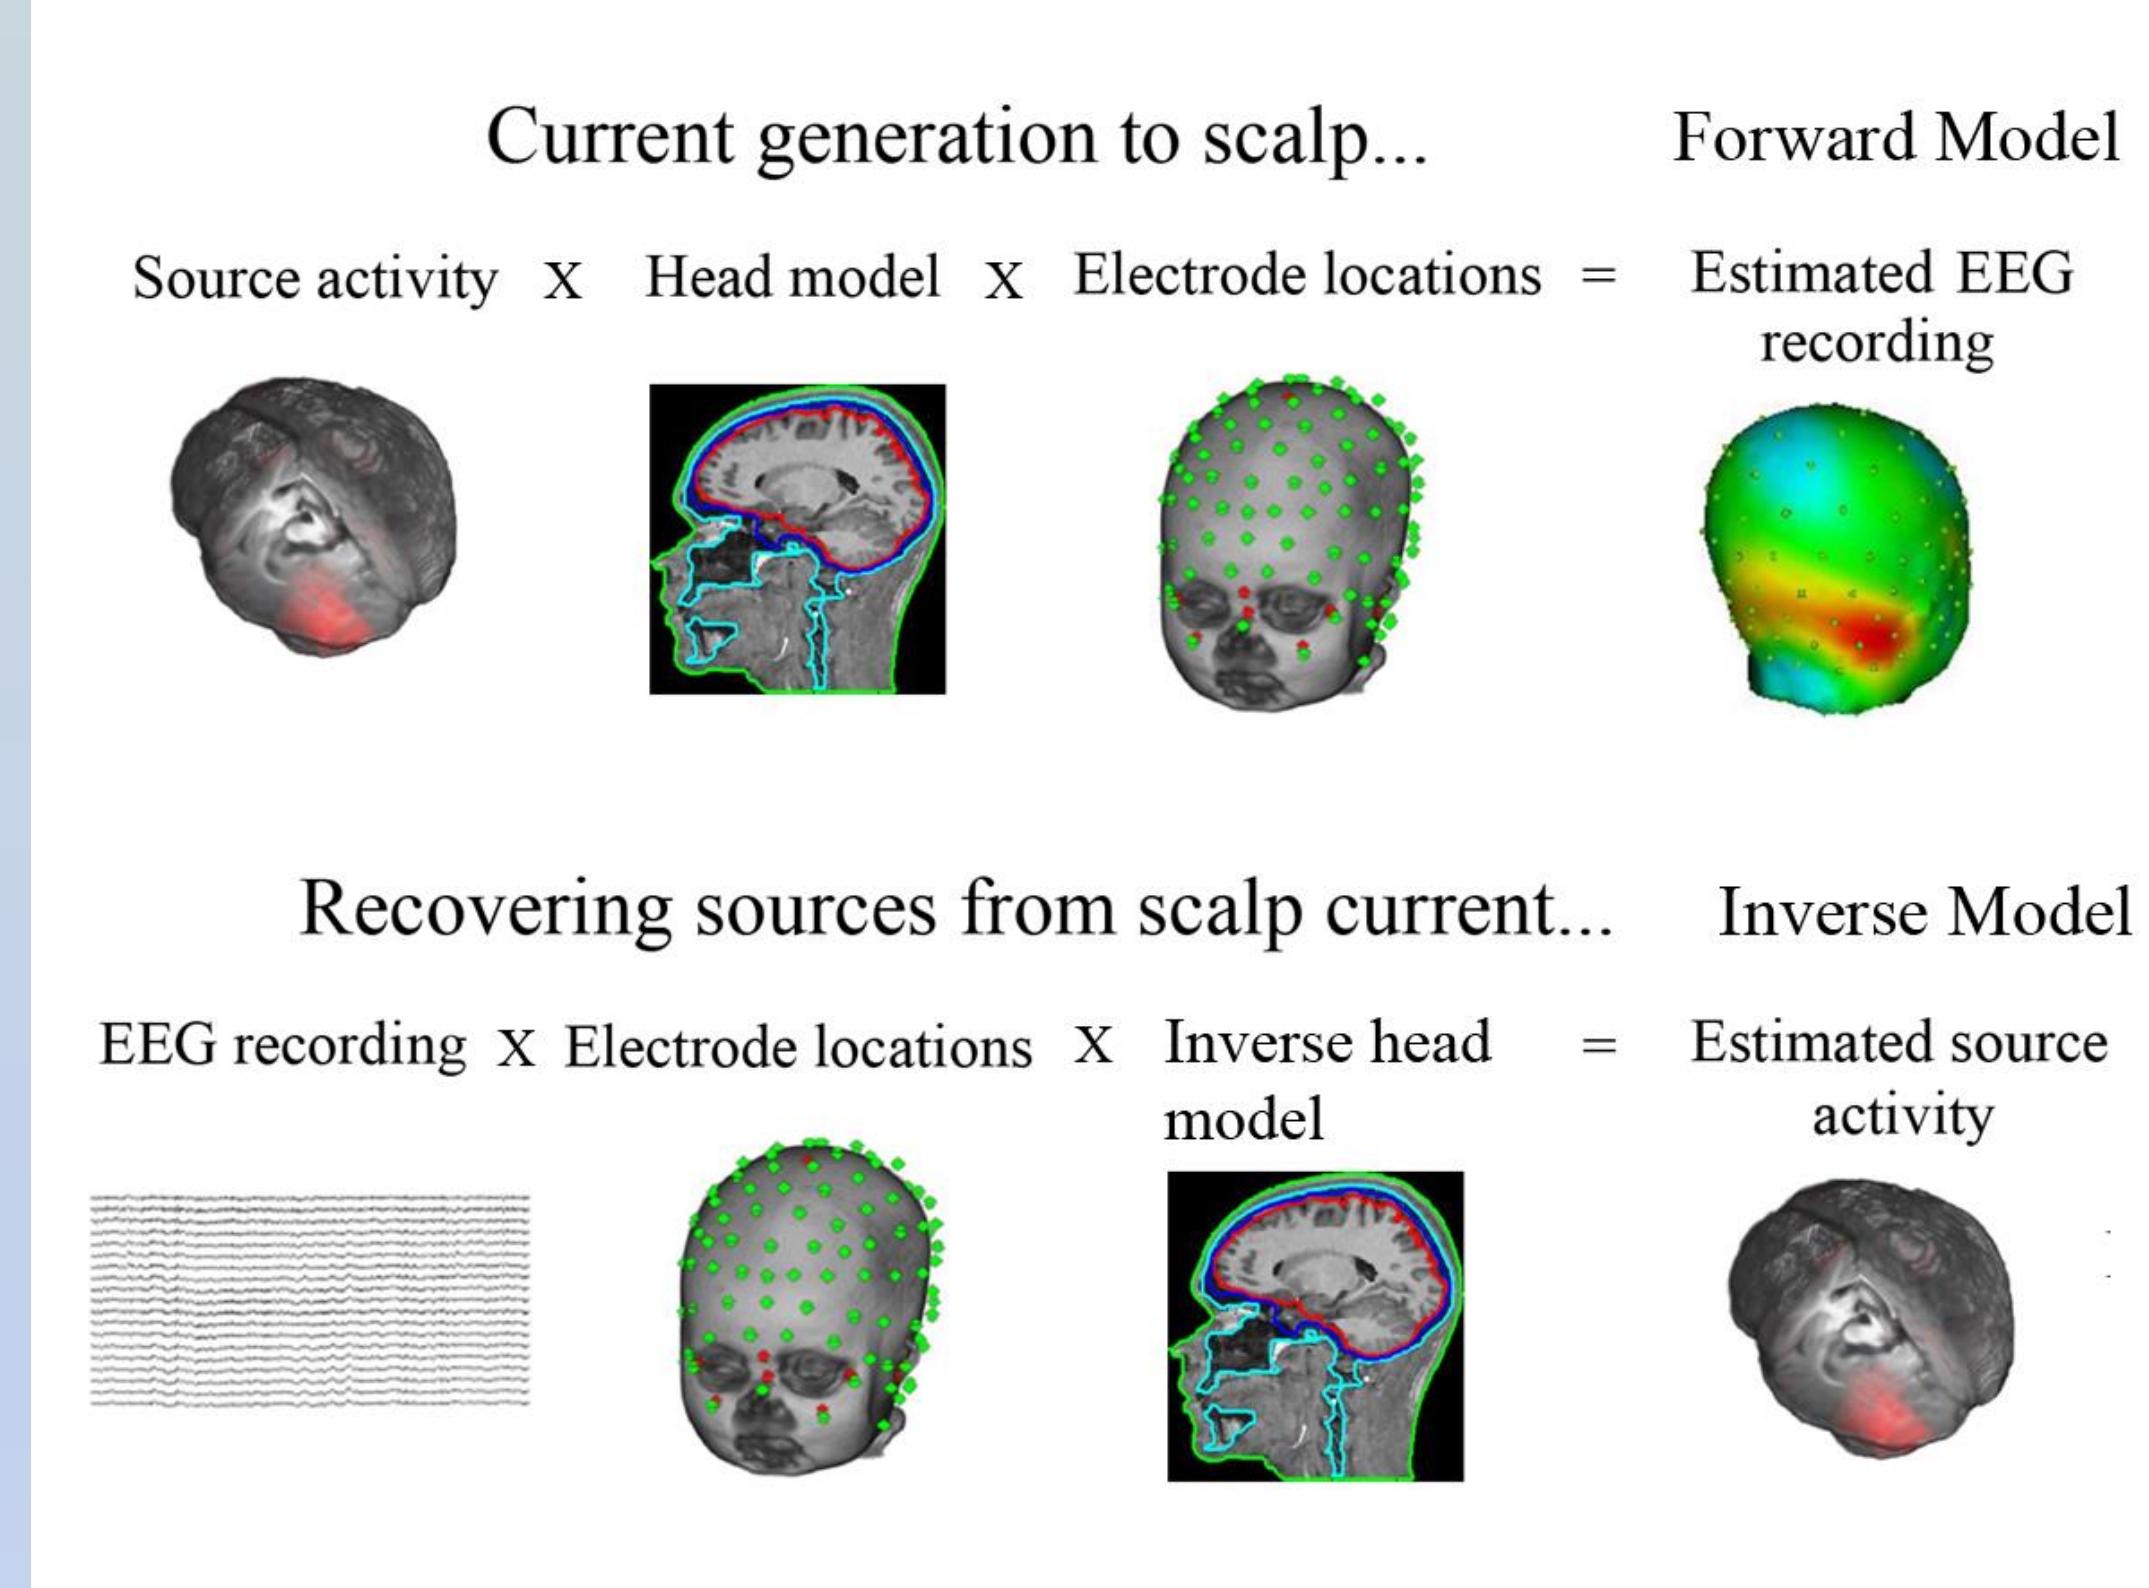 Current generation to scalp... Forward Model
Source activity X Head model X Electrode locations = Estimated EEG
recording
Recovering sources from scalp current... Inverse Model
EEG recording X Electrode locations X Inverse head = Estimated source
model activity